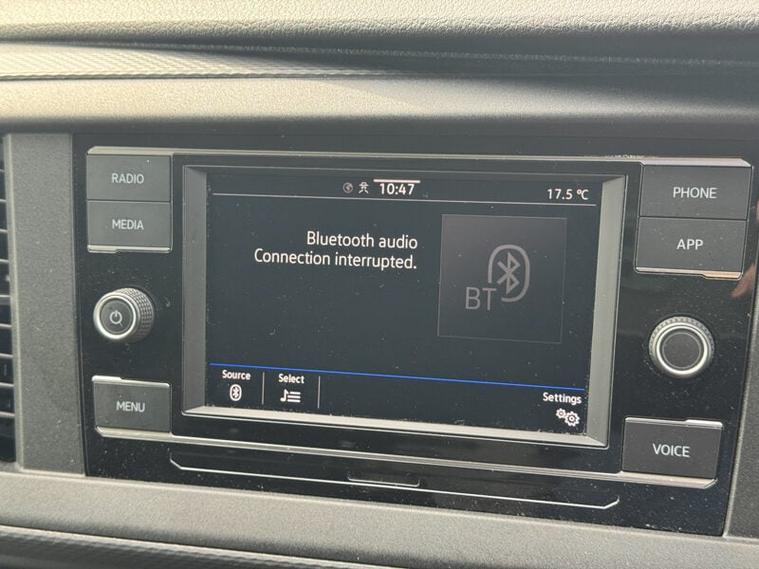 RADIO
MEDIA
MENU
10:47
17.5 °C
Bluetooth audio
Connection interrupted.
BT
Source
Select
Settings
PHONE
APP
VOICE